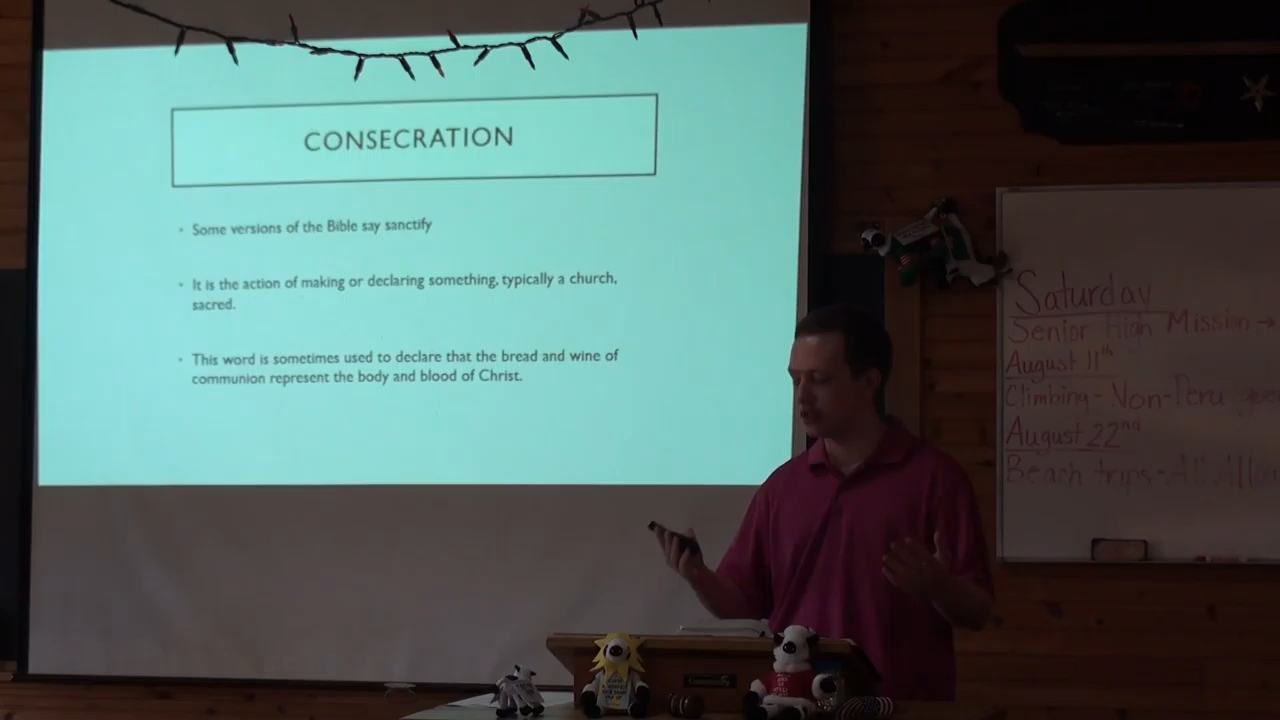 CONSECRATION
• Some versions of the Bible say sanctify
• It is the action of making or declaring something, typically a church,
sacred.
• This word is sometimes used to declare that the bread and wine of
communion represent the body and blood of Christ.
Saturday
Senior High Mission →
August 11th
Climbing- Non-Peru
August 22nd
Beach trips-
Community